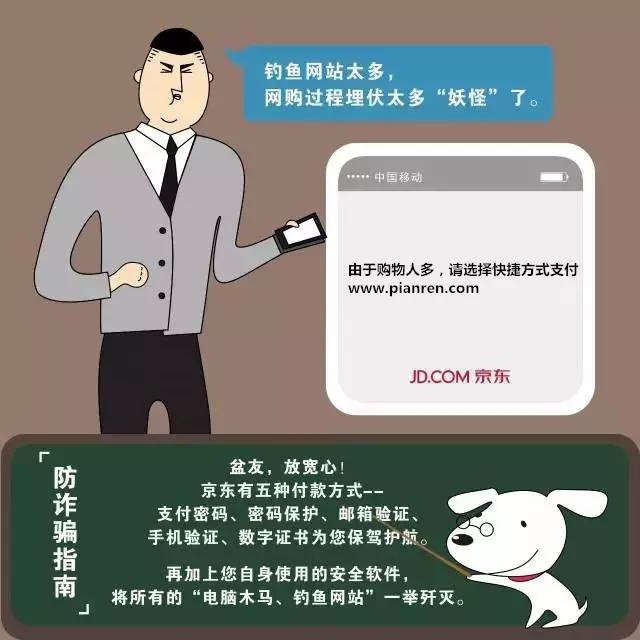 钓鱼网站太多，
网购过程埋伏太多“妖怪”了。
中国移动
由于购物人多，请选择快捷方式支付
www.pianren.com
JD.COM 京东
「防诈骗指南」
盆友，放宽心！
京东有五种付款方式--
支付密码、密码保护、邮箱验证、
手机验证、数字证书为您保驾护航。
再加上您自身使用的安全软件，
将所有的“电脑木马、钓鱼网站”一举歼灭。